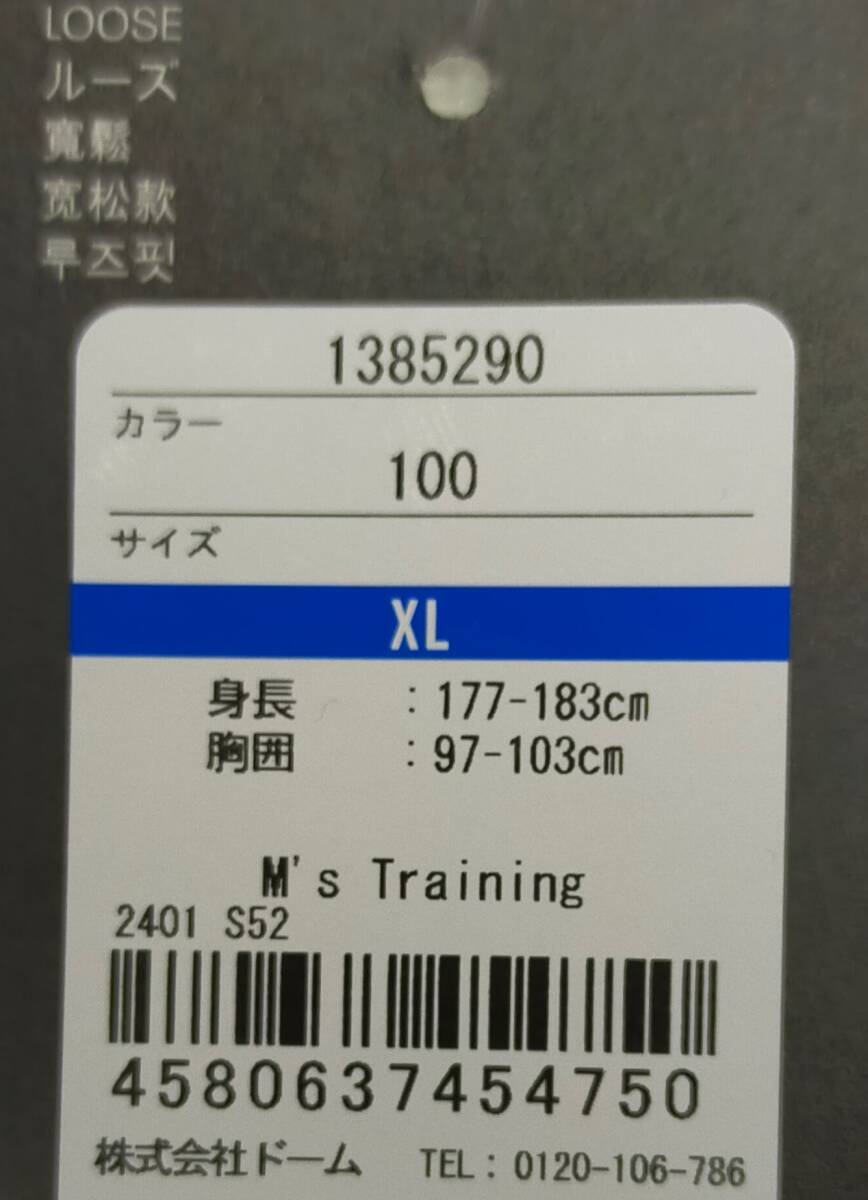 LOOSE
ルーズ
寬鬆
宽松款
루즈핏
1385290
カラー
100
サイズ
XL
身長 : 177-183cm
胸囲 : 97-103cm
M's Training
2401 S52
4580637454750
株式会社ドーム TEL: 0120-106-786